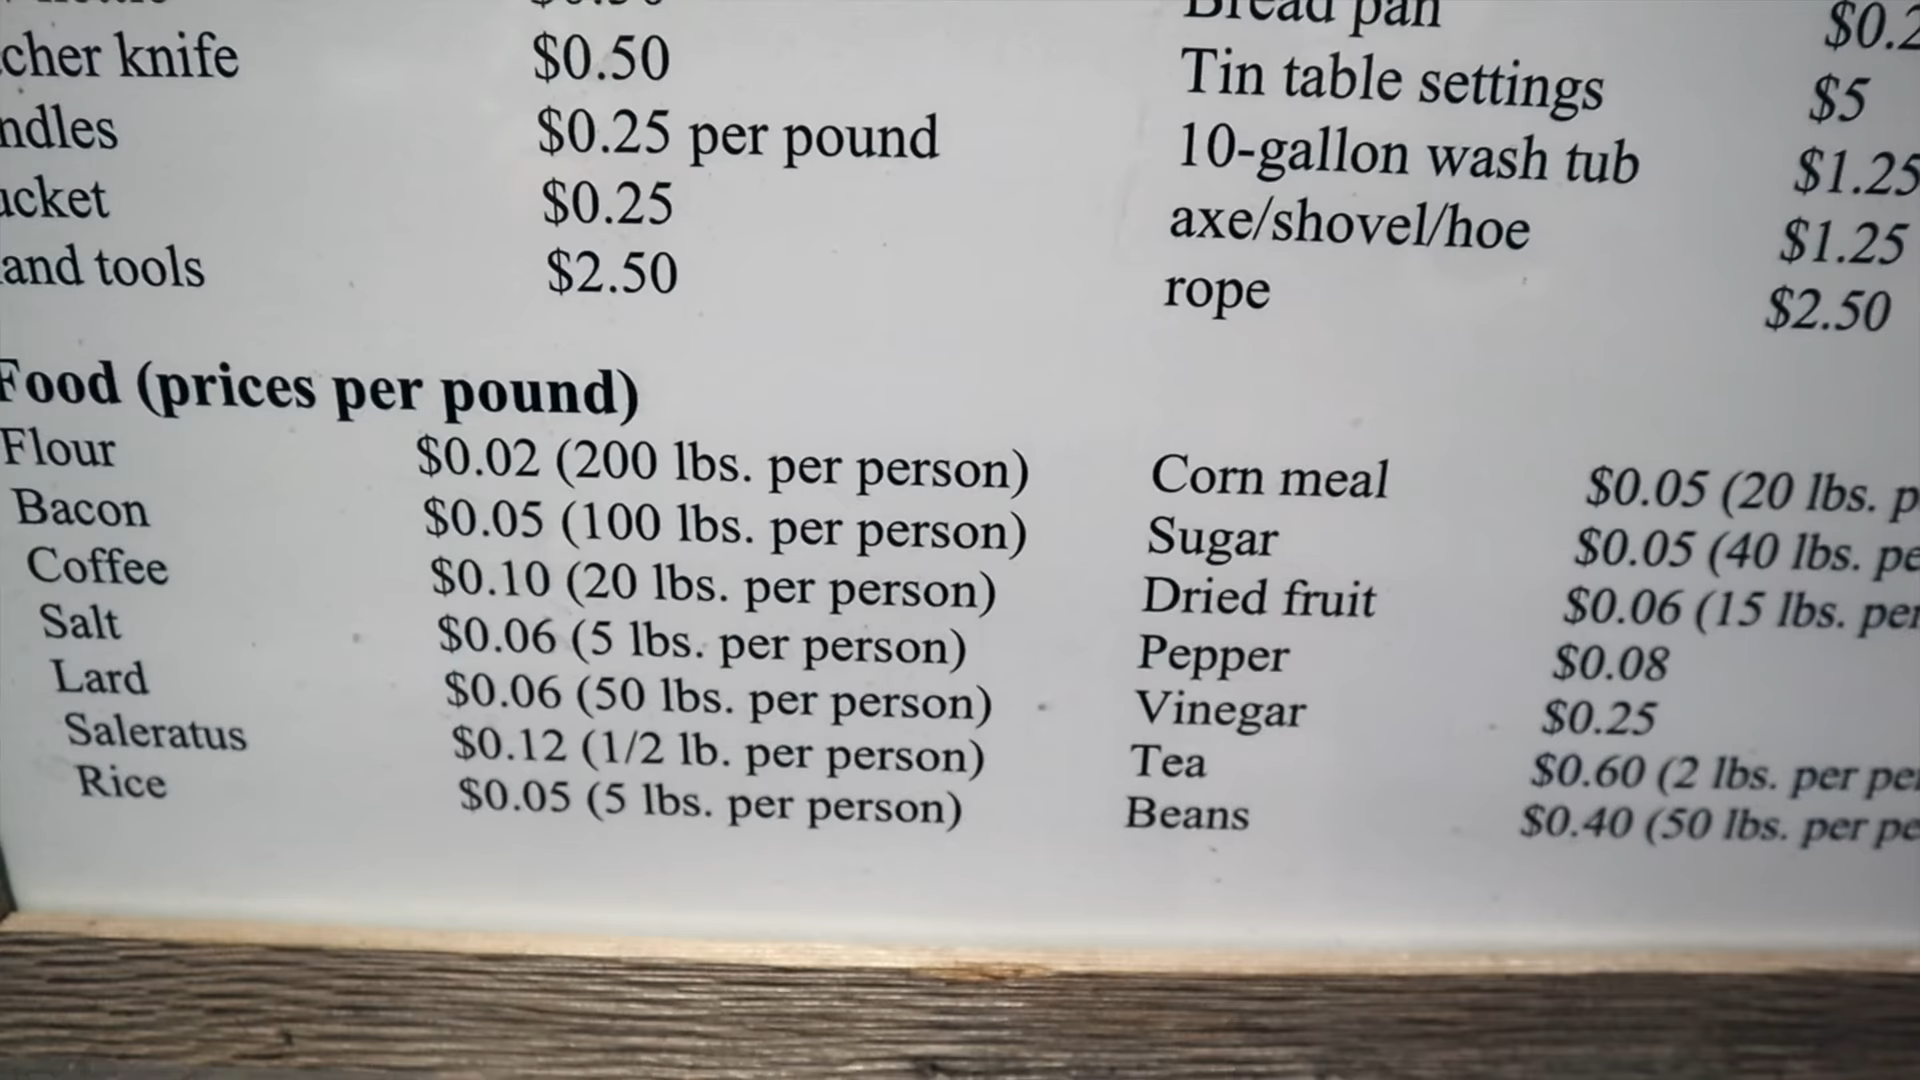 cher knife $0.50
ndles $0.25 per pound
cket $0.25
and tools $2.50
Bread pan $0.2
Tin table settings $5
10-gallon wash tub $1.25
axe/shovel/hoe $1.25
rope $2.50
Food (prices per pound)
Flour $0.02 (200 lbs. per person)
Bacon $0.05 (100 lbs. per person)
Coffee $0.10 (20 lbs. per person)
Salt $0.06 (5 lbs. per person)
Lard $0.06 (50 lbs. per person)
Saleratus $0.12 (1/2 lb. per person)
Rice $0.05 (5 lbs. per person)
Corn meal $0.05 (20 lbs. p
Sugar $0.05 (40 lbs. pe
Dried fruit $0.06 (15 lbs. per
Pepper $0.08
Vinegar $0.25
Tea $0.60 (2 lbs. per per
Beans $0.40 (50 lbs. per pe